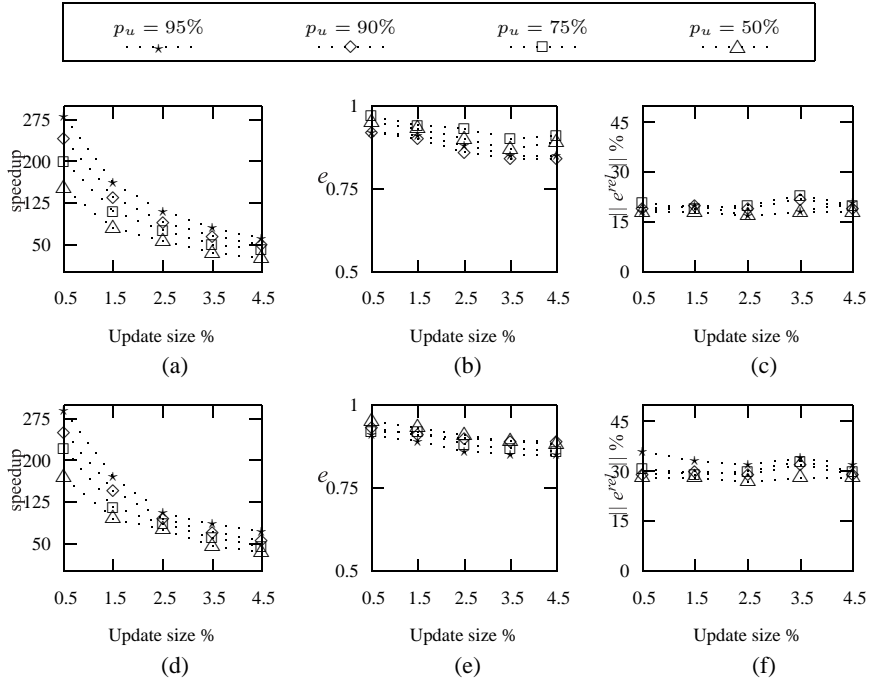 p_u = 95% p_u = 90% p_u = 75% p_u = 50%
speedup
275
200
125
50
0.5 1.5 2.5 3.5 4.5
Update size %
(a)
e
1
0.75
0.5
0.5 1.5 2.5 3.5 4.5
Update size %
(b)
|| e^{rel} || %
45
30
15
0
0.5 1.5 2.5 3.5 4.5
Update size %
(c)
speedup
275
200
125
50
0.5 1.5 2.5 3.5 4.5
Update size %
(d)
e
1
0.75
0.5
0.5 1.5 2.5 3.5 4.5
Update size %
(e)
|| e^{rel} || %
45
30
15
0
0.5 1.5 2.5 3.5 4.5
Update size %
(f)